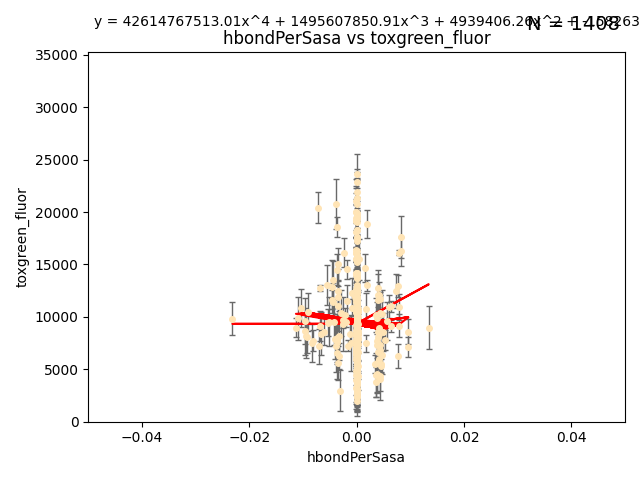 y = 42614767513.01x^4 + 1495607850.91x^3 + 4939406.26x^2 +
N = 1408
hbondPerSasa vs toxgreen_fluor
35000
30000
25000
20000
15000
10000
5000
0
toxgreen_fluor
−0.04
−0.02
0.00
0.02
0.04
hbondPerSasa